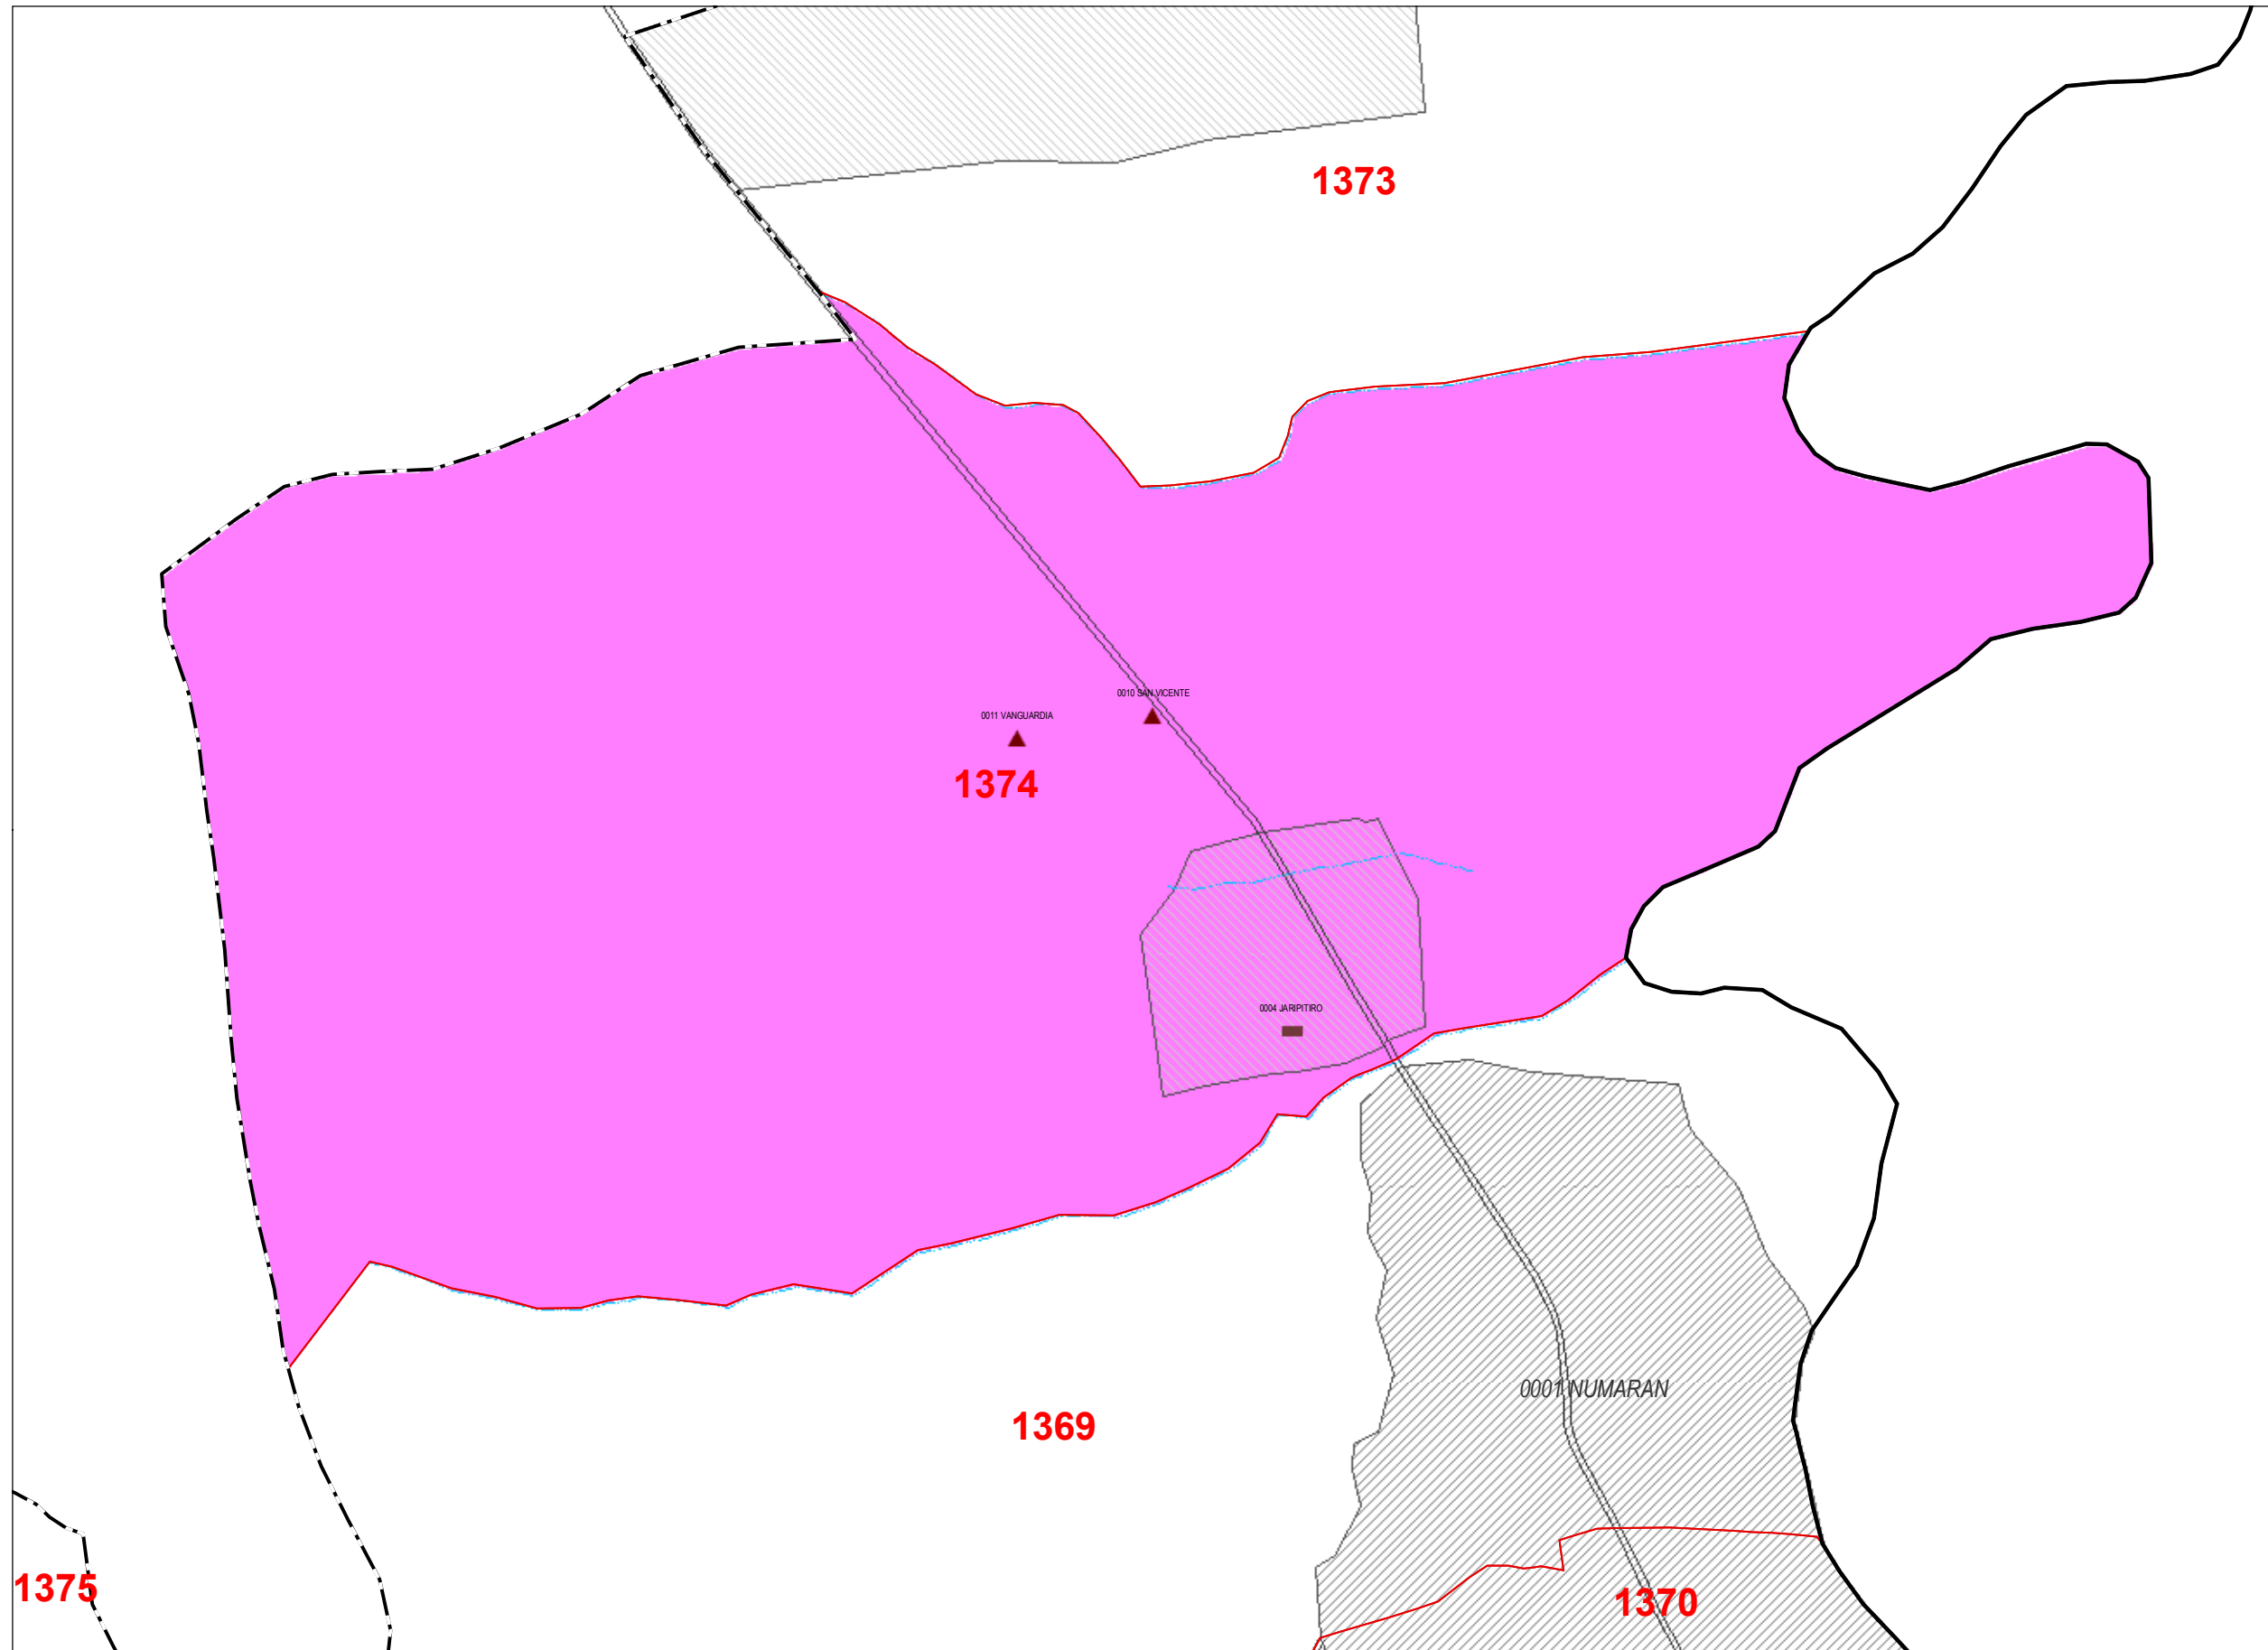 1373
0010 SAN VICENTE
0011 VANGUARDIA
1374
0004 JARIPITIRO
0001 NUMARAN
1369
1375
1370